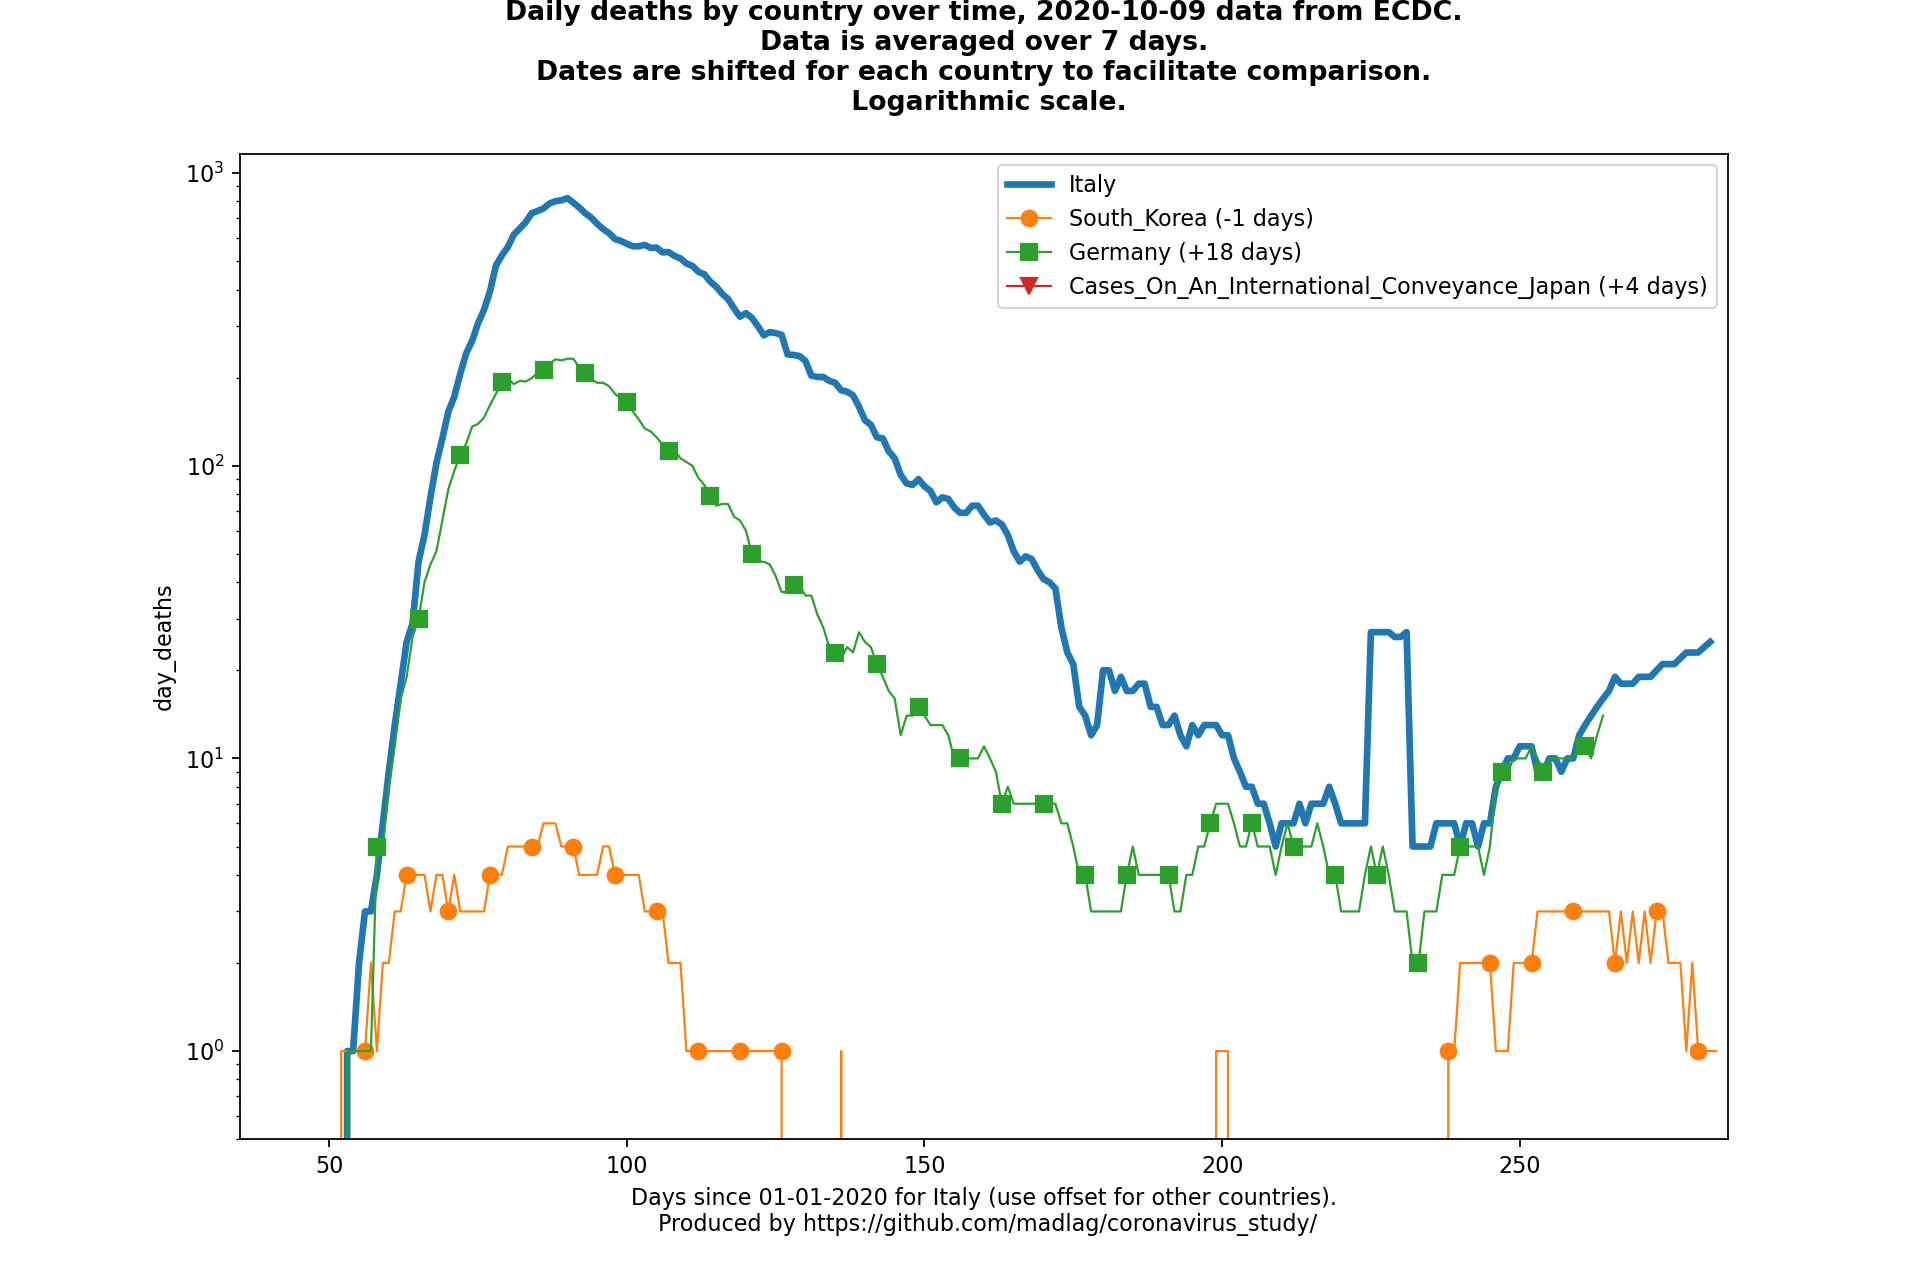 Daily deaths by country over time, 2020-10-09 data from ECDC.
Data is averaged over 7 days.
Dates are shifted for each country to facilitate comparison.
Logarithmic scale.
10³
10²
10¹
10⁰
day_deaths
Italy
South_Korea (-1 days)
Germany (+18 days)
Cases_On_An_International_Conveyance_Japan (+4 days)
50 100 150 200 250
Days since 01-01-2020 for Italy (use offset for other countries).
Produced by https://github.com/madlag/coronavirus_study/